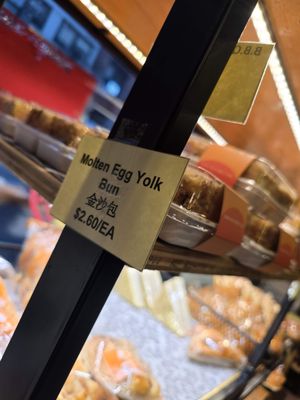 Molten Egg Yolk
Bun
金沙包
$2.60/EA
B.B.Q